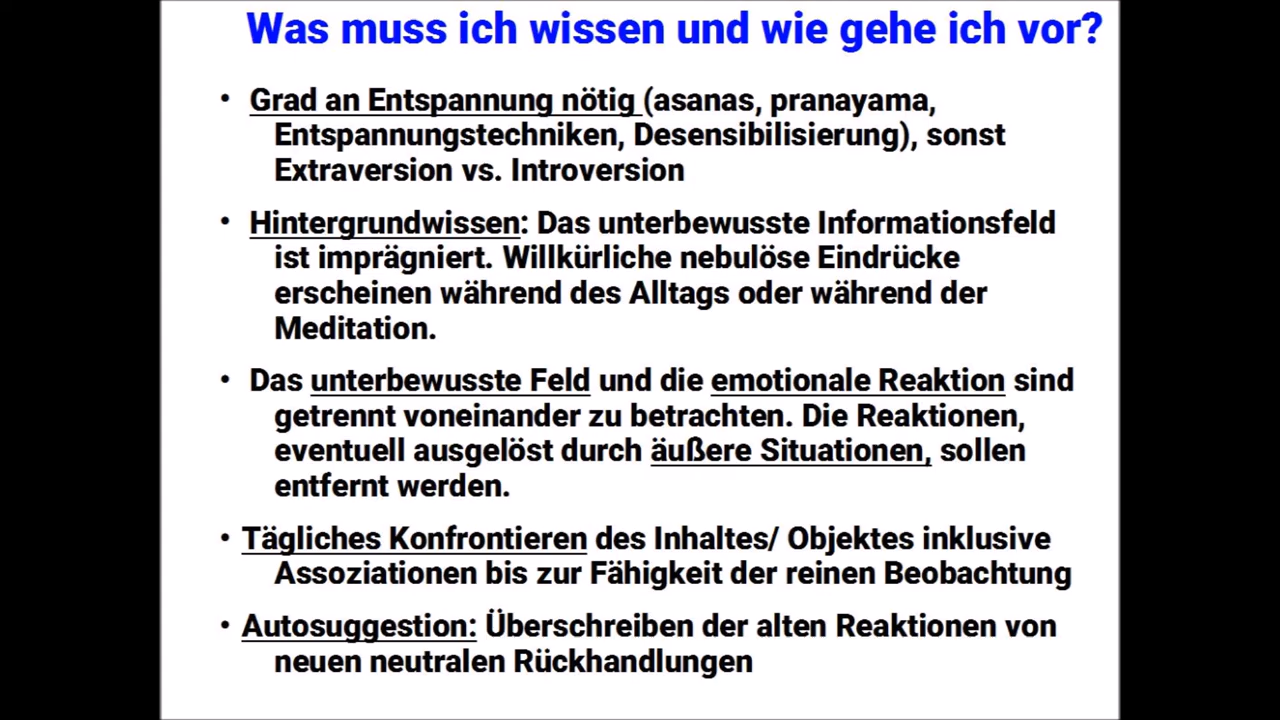 Was muss ich wissen und wie gehe ich vor?
• Grad an Entspannung nötig (asanas, pranayama,
Entspannungstechniken, Desensibilisierung), sonst
Extraversion vs. Introversion
• Hintergrundwissen: Das unterbewusste Informationsfeld
ist imprägniert. Willkürliche nebulöse Eindrücke
erscheinen während des Alltags oder während der
Meditation.
• Das unterbewusste Feld und die emotionale Reaktion sind
getrennt voneinander zu betrachten. Die Reaktionen,
eventuell ausgelöst durch äußere Situationen, sollen
entfernt werden.
• Tägliches Konfrontieren des Inhaltes/ Objektes inklusive
Assoziationen bis zur Fähigkeit der reinen Beobachtung
• Autosuggestion: Überschreiben der alten Reaktionen von
neuen neutralen Rückhandlungen